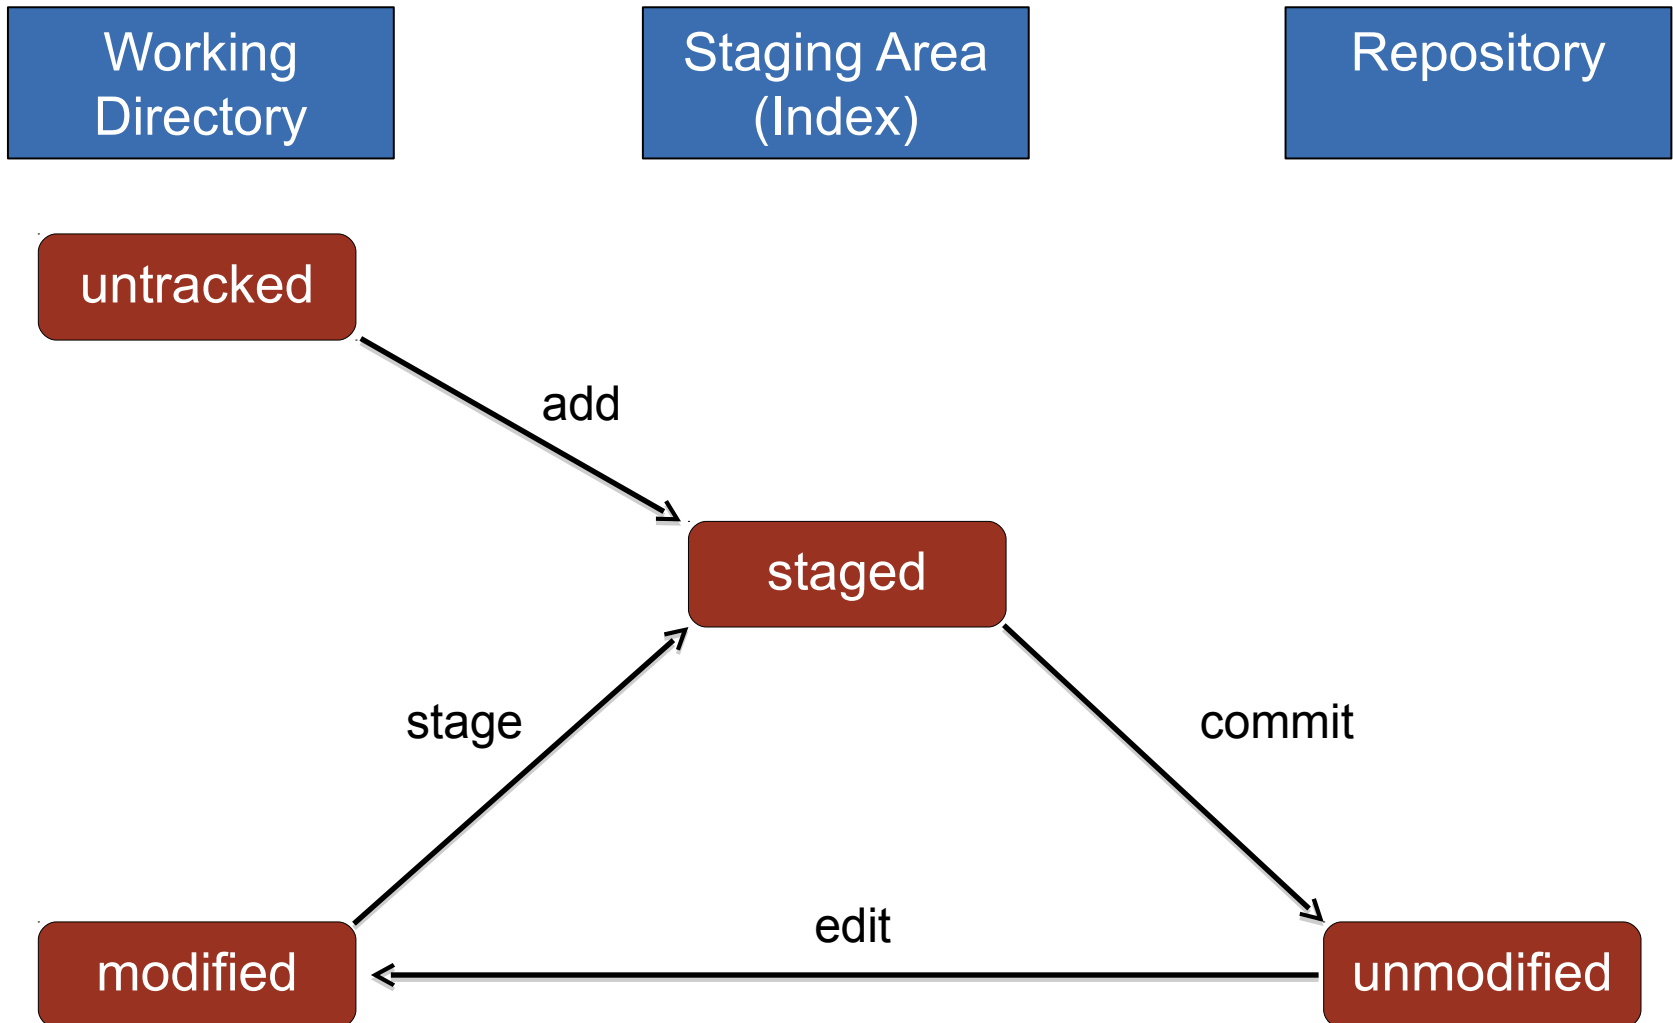 Working
Directory
Staging Area
(Index)
Repository
untracked
add
staged
stage
commit
edit
modified
unmodified